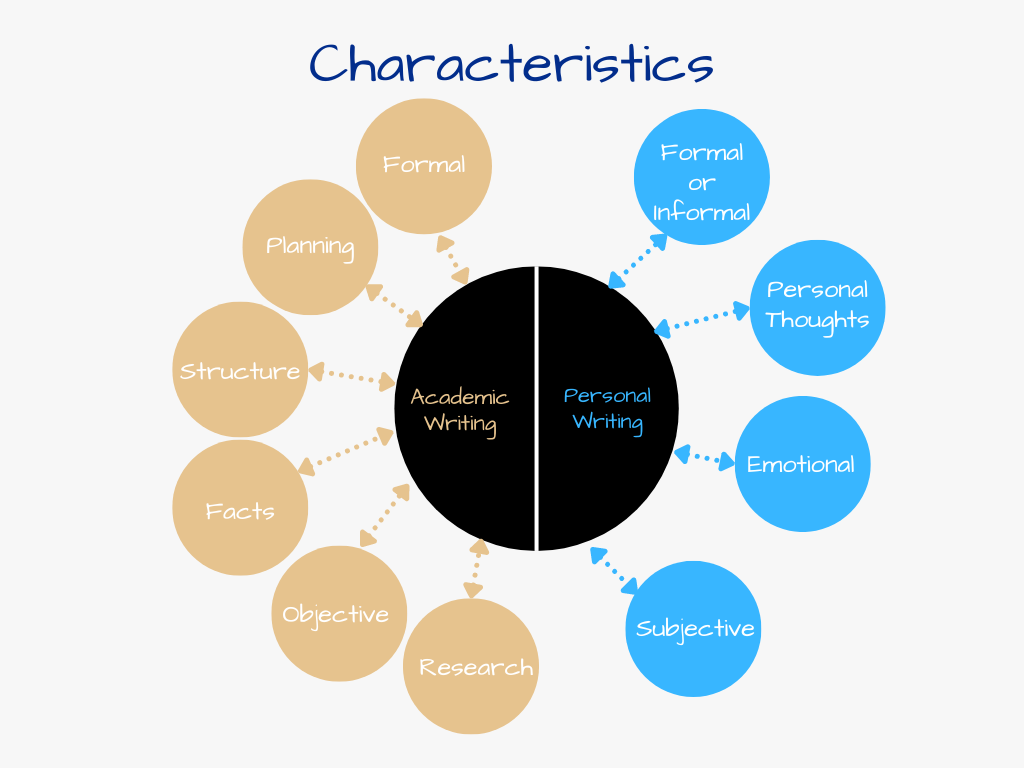 Characteristics
Formal
Planning
Structure
Facts
Objective
Research
Academic
Writing
Personal
Writing
Formal
or
Informal
Personal
Thoughts
Emotional
Subjective